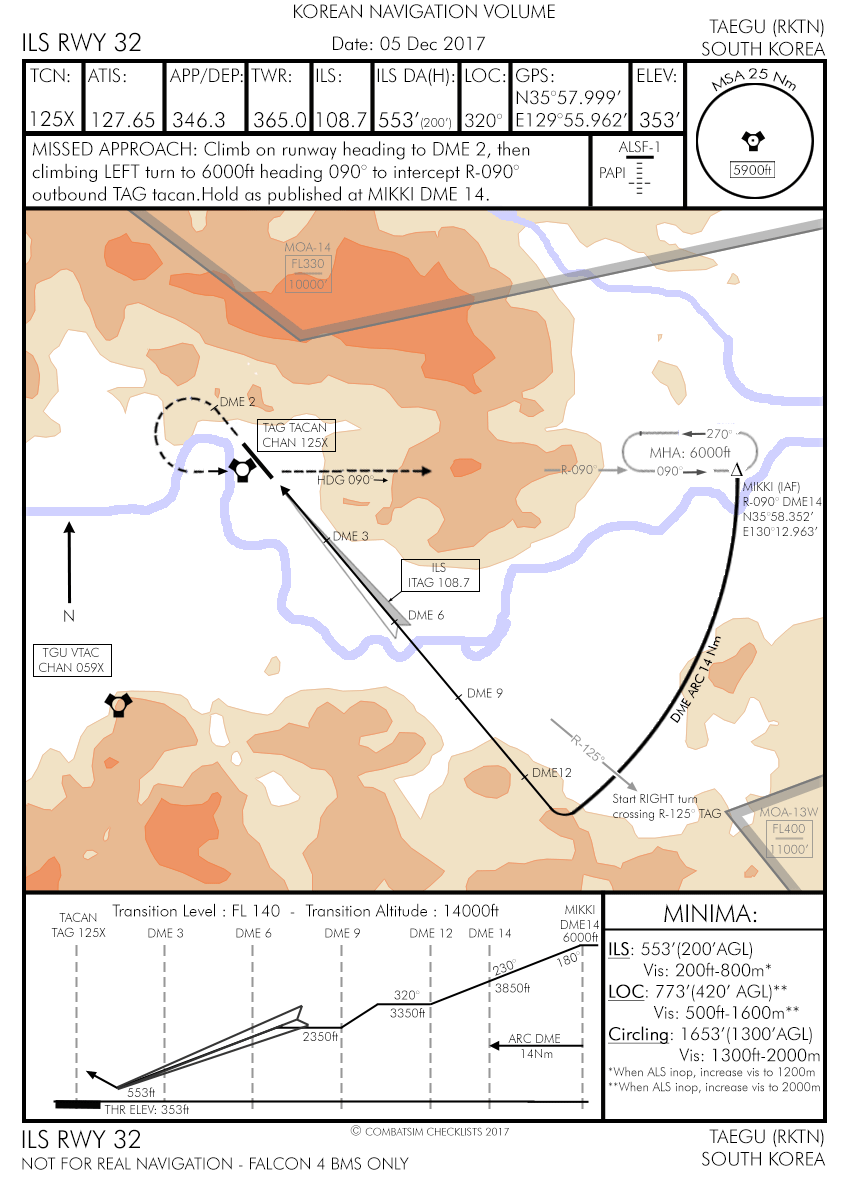 KOREAN NAVIGATION VOLUME
ILS RWY 32
Date: 05 Dec 2017
TAEGU (RKTN)
SOUTH KOREA
TCN:
125X
ATIS:
127.65
APP/DEP:
346.3
TWR:
365.0
ILS:
108.7
ILS DA(H):
553'(200')
LOC:
320°
GPS:
N35°57.999'
E129°55.962'
ELEV:
353'
MSA 25 Nm
5900ft
MISSED APPROACH: Climb on runway heading to DME 2, then
climbing LEFT turn to 6000ft heading 090° to intercept R-090°
outbound TAG tacan.Hold as published at MIKKI DME 14.
ALSF-1
PAPI
MOA-14
FL330
10000'
DME 2
TAG TACAN
CHAN 125X
HDG 090°
R-090°
270°
MHA: 6000ft
090°
MIKKI (IAF)
R-090° DME14
N35°58.352'
E130°12.963'
DME 3
ILS
ITAG 108.7
DME 6
N
TGU VTAC
CHAN 059X
DME 9
DME ARC 14 Nm
R-125°
DME12
Start RIGHT turn
crossing R-125° TAG
MOA-13W
FL400
11000'
Transition Level : FL 140 - Transition Altitude : 14000ft
TACAN
TAG 125X
DME 3
DME 6
DME 9
DME 12
DME 14
MIKKI
DME14
6000ft
180°
230°
3850ft
320°
3350ft
2350ft
ARC DME
14Nm
553ft
THR ELEV: 353ft
MINIMA:
ILS: 553'(200'AGL)
Vis: 200ft-800m*
LOC: 773'(420' AGL)**
Vis: 500ft-1600m**
Circling: 1653'(1300'AGL)
Vis: 1300ft-2000m
*When ALS inop, increase vis to 1200m
**When ALS inop, increase vis to 2000m
© COMBATSIM CHECKLISTS 2017
ILS RWY 32
NOT FOR REAL NAVIGATION - FALCON 4 BMS ONLY
TAEGU (RKTN)
SOUTH KOREA